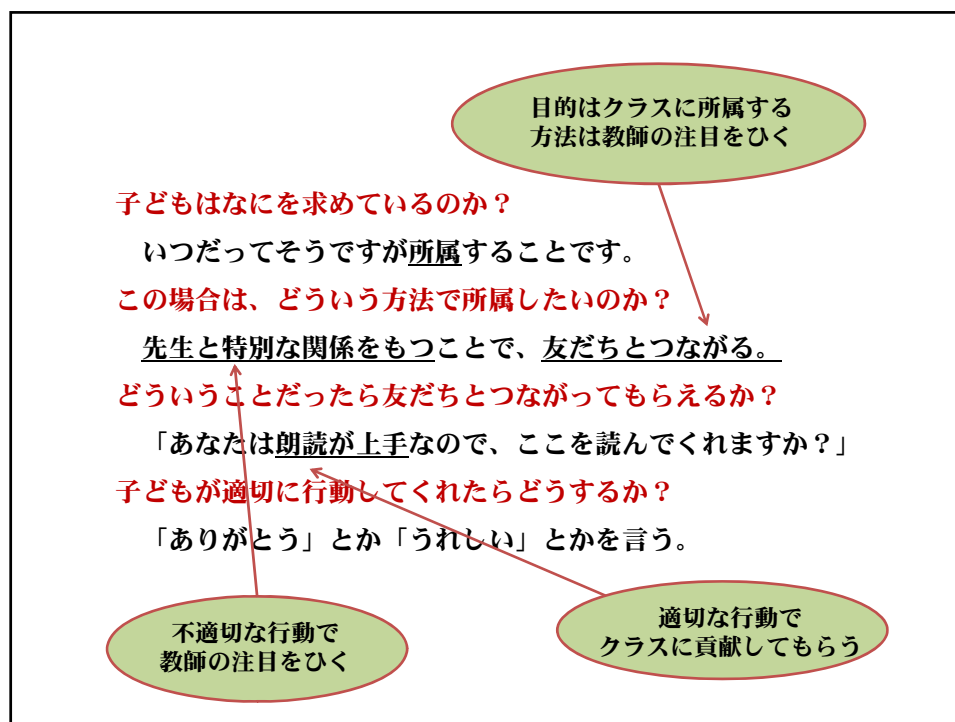 目的はクラスに所属する
方法は教師の注目をひく
子どもはなにを求めているのか？
いつだってそうですが所属することです。
この場合は、どういう方法で所属したいのか？
先生と特別な関係をもつことで、友だちとつながる。
どういうことだったら友だちとつながってもらえるか？
「あなたは朗読が上手なので、ここを読んでくれますか？」
子どもが適切に行動してくれたらどうするか？
「ありがとう」とか「うれしい」とかを言う。
不適切な行動で
教師の注目をひく
適切な行動で
クラスに貢献してもらう